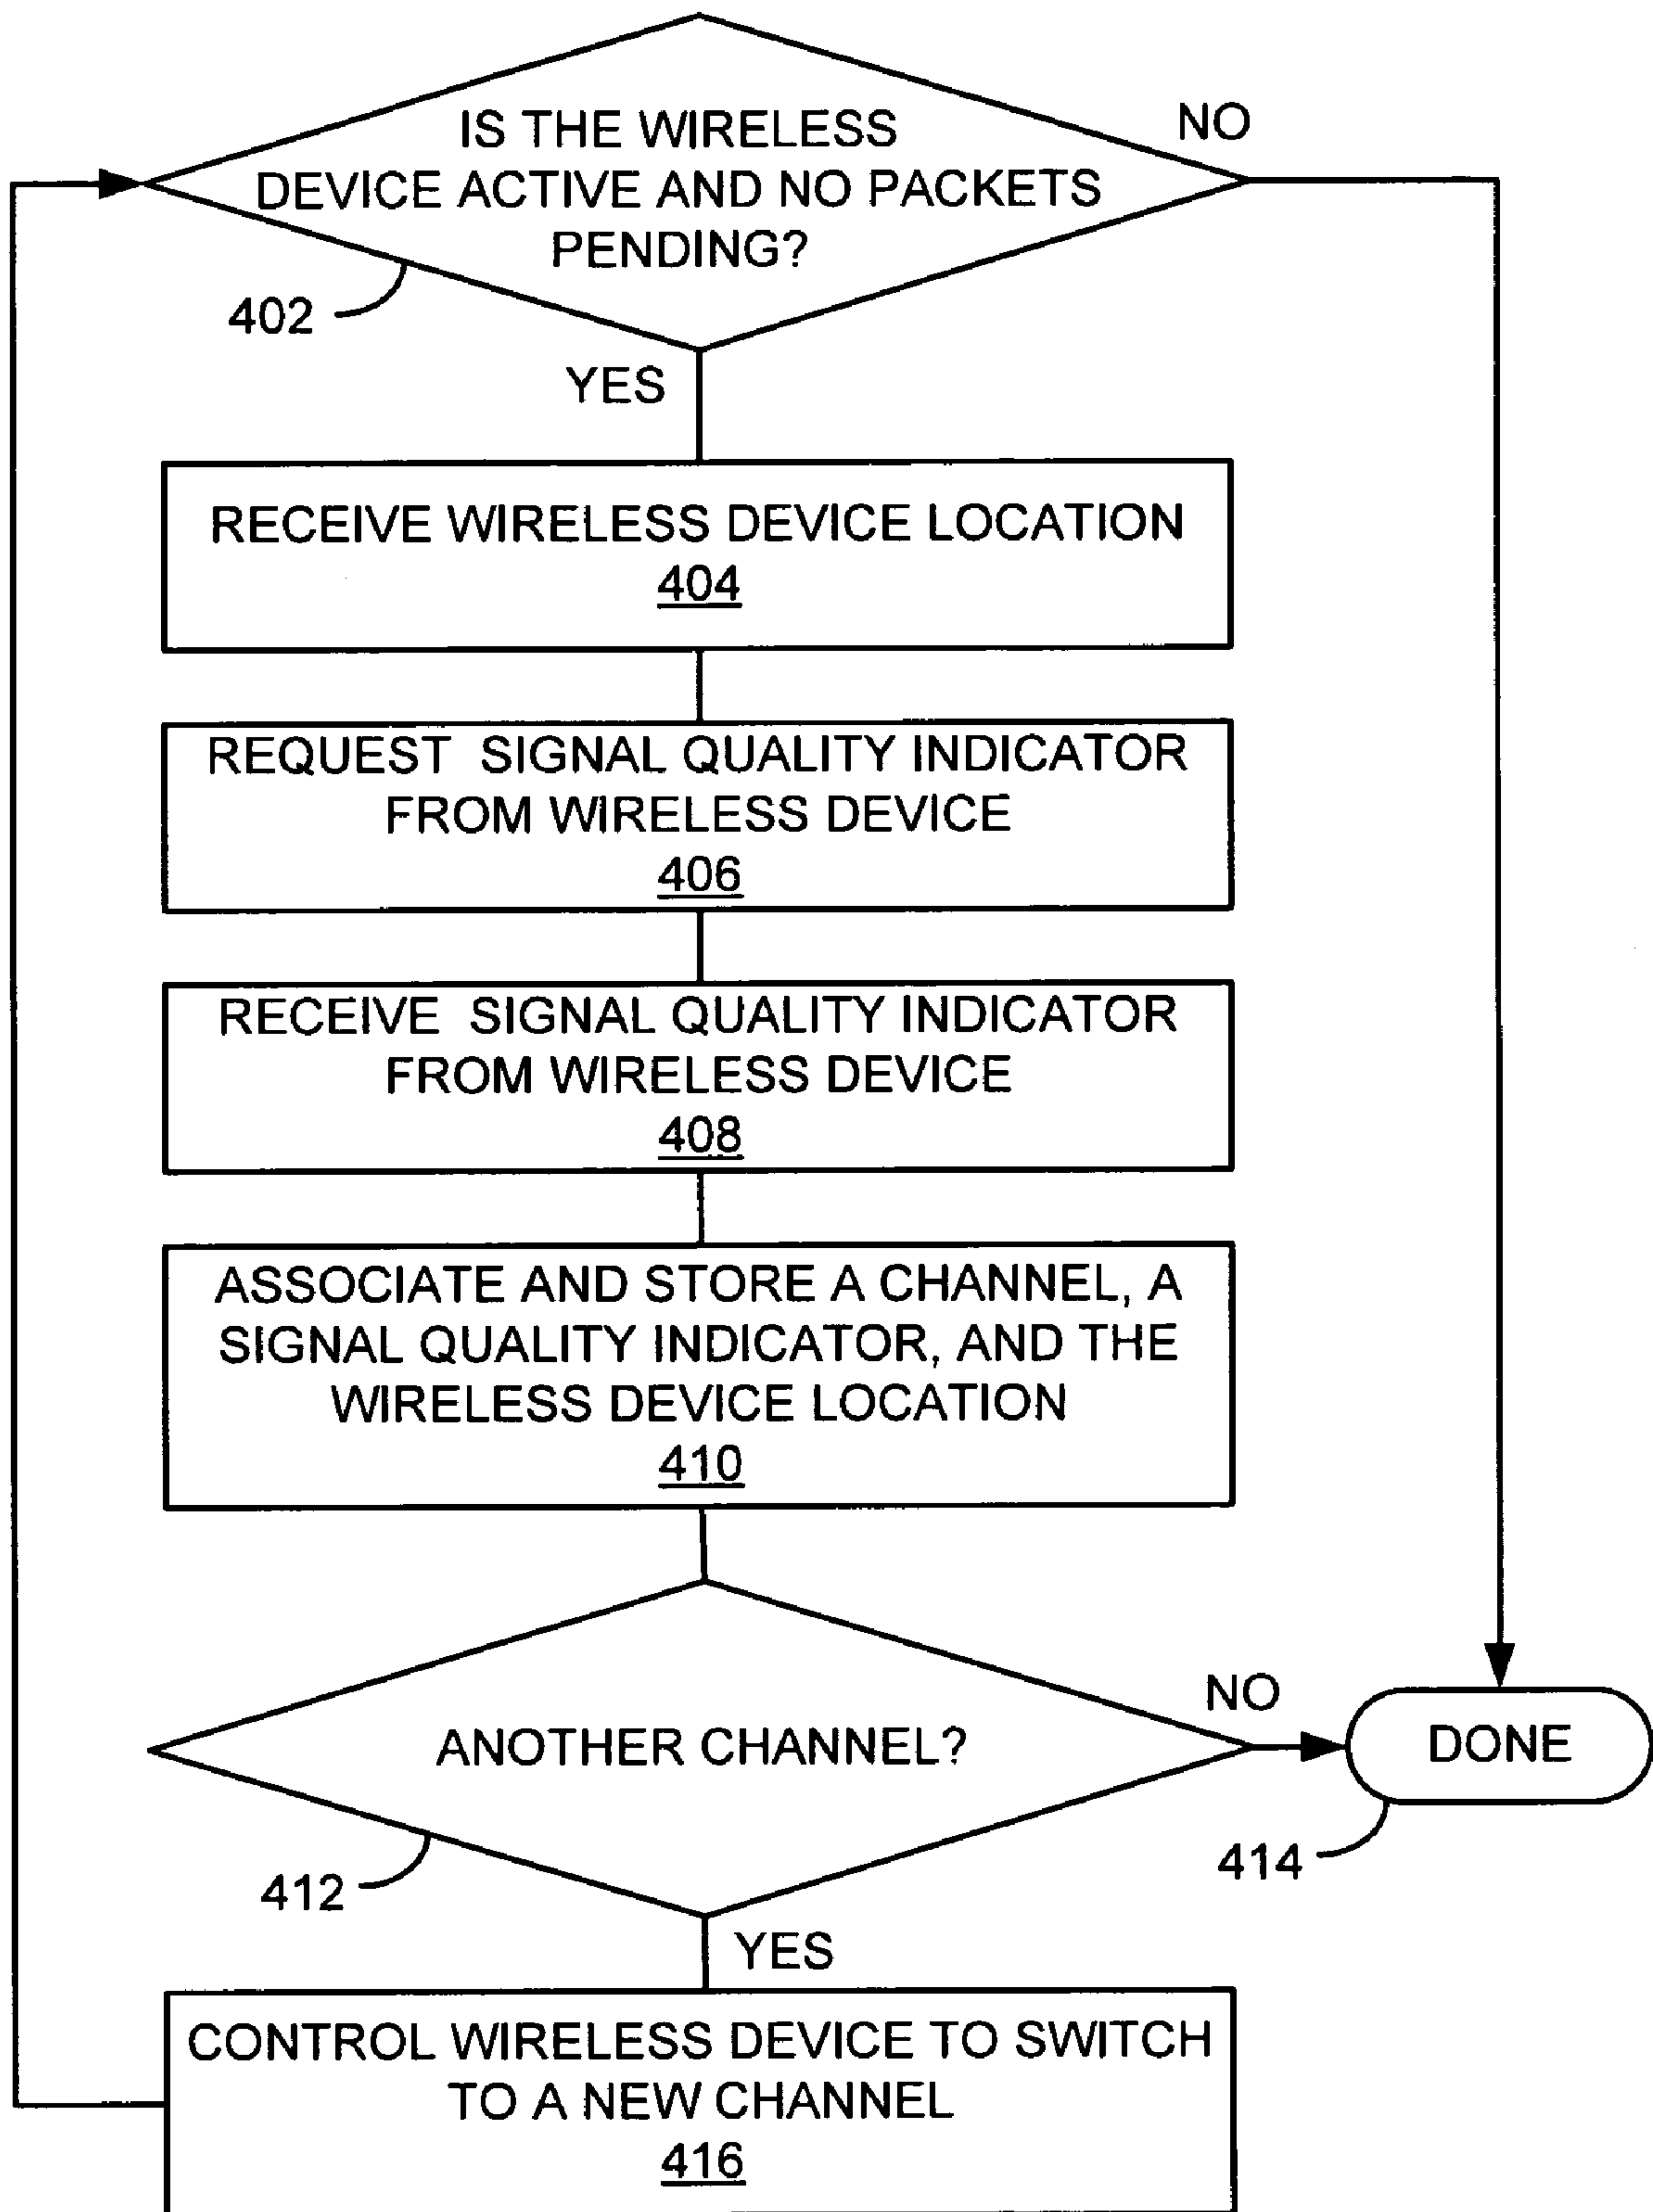 IS THE WIRELESS
DEVICE ACTIVE AND NO PACKETS
PENDING?
NO
402
YES
RECEIVE WIRELESS DEVICE LOCATION
404
REQUEST SIGNAL QUALITY INDICATOR
FROM WIRELESS DEVICE
406
RECEIVE SIGNAL QUALITY INDICATOR
FROM WIRELESS DEVICE
408
ASSOCIATE AND STORE A CHANNEL, A
SIGNAL QUALITY INDICATOR, AND THE
WIRELESS DEVICE LOCATION
410
ANOTHER CHANNEL?
NO
DONE
412
414
YES
CONTROL WIRELESS DEVICE TO SWITCH
TO A NEW CHANNEL
416